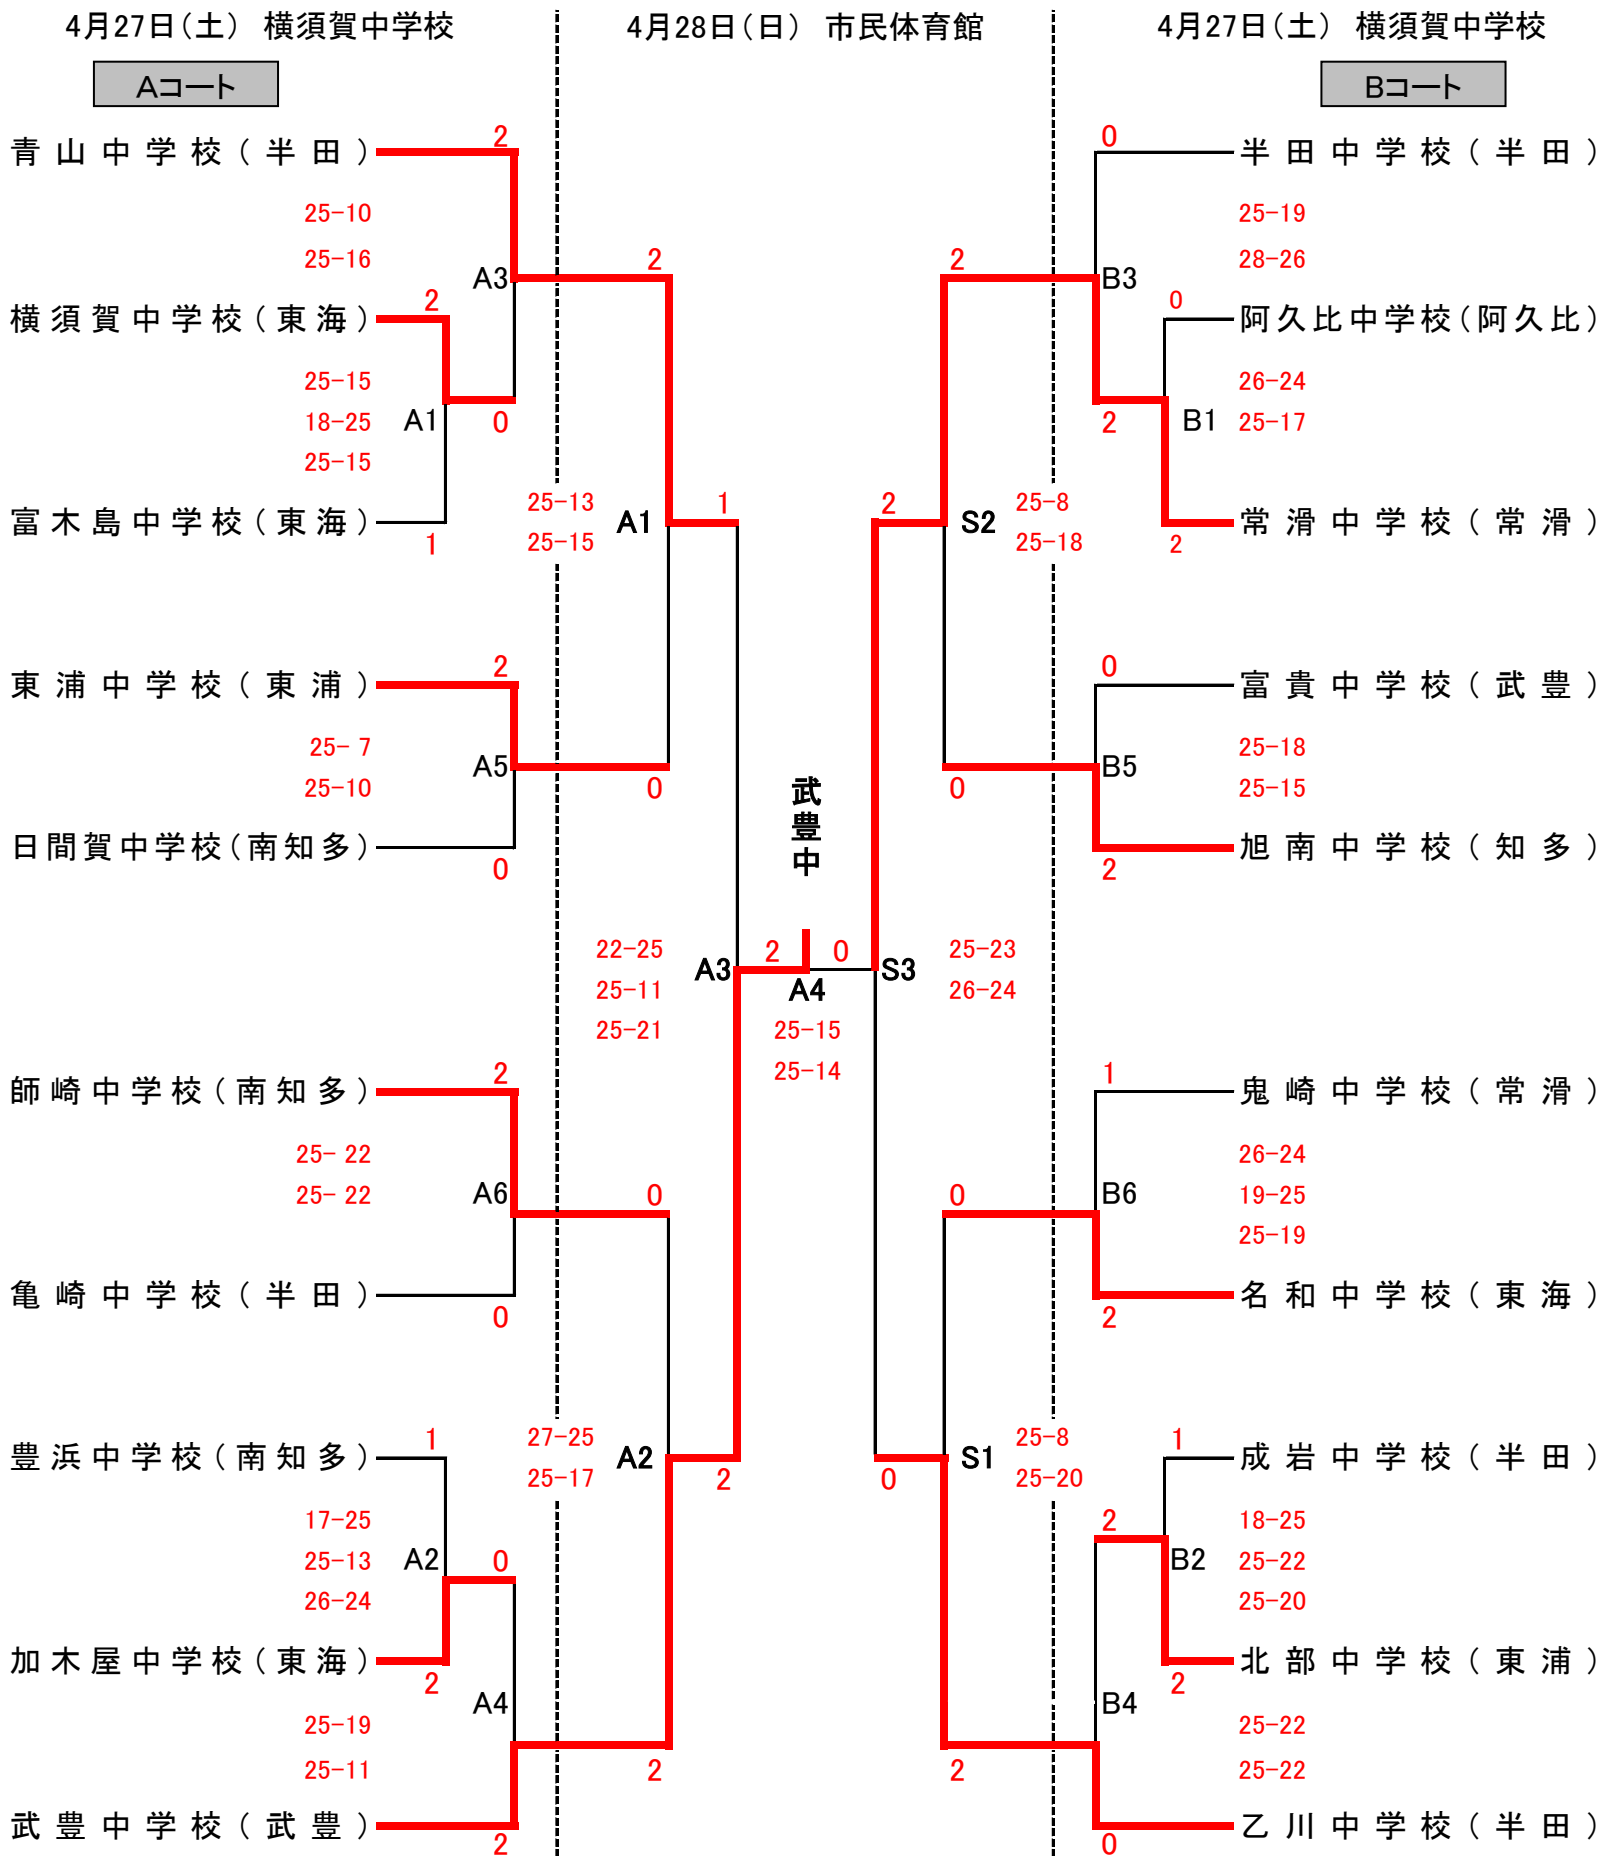 4月27日(土) 横須賀中学校
4月28日(日) 市民体育館
4月27日(土) 横須賀中学校
Aコート
Bコート
青山中学校(半田)
2
25-10
25-16
A3
横須賀中学校(東海)
2
25-15
18-25
25-15
A1
0
富木島中学校(東海)
1
東浦中学校(東浦)
2
25- 7
25-10
A5
日間賀中学校(南知多)
0
師崎中学校(南知多)
2
25- 22
25- 22
A6
亀崎中学校(半田)
0
豊浜中学校(南知多)
1
17-25
25-13
26-24
A2
0
加木屋中学校(東海)
2
A4
25-19
25-11
武豊中学校(武豊)
2
2
25-13
25-15
A1
1
0
武豊中
22-25
25-11
25-21
A3
2
0
A4
25-15
25-14
0
27-25
25-17
A2
2
2
2
2
S2
25-8
25-18
0
S3
25-23
26-24
0
0
S1
25-8
25-20
2
0
半田中学校(半田)
25-19
28-26
B3
0
阿久比中学校(阿久比)
26-24
25-17
B1
2
常滑中学校(常滑)
2
0
富貴中学校(武豊)
25-18
25-15
B5
旭南中学校(知多)
2
1
鬼崎中学校(常滑)
26-24
19-25
25-19
B6
名和中学校(東海)
2
1
成岩中学校(半田)
18-25
25-22
25-20
2
B2
北部中学校(東浦)
2
B4
25-22
25-22
乙川中学校(半田)
0